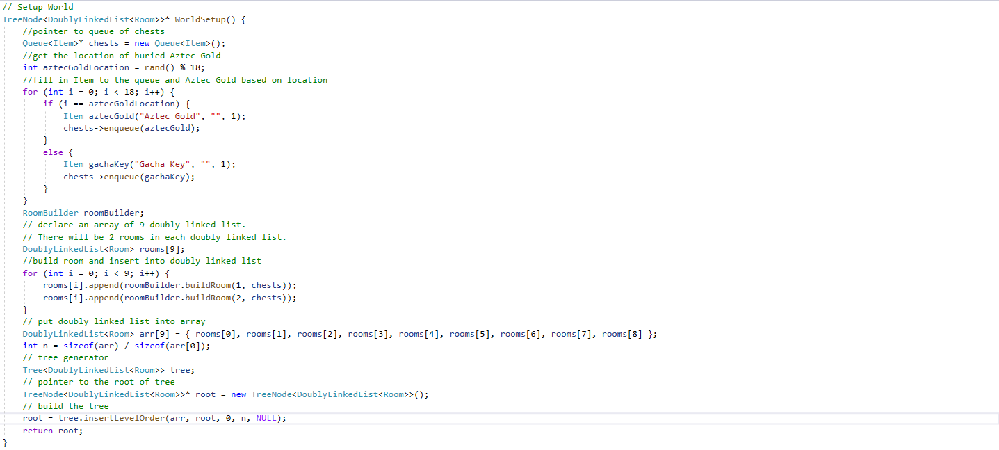 // Setup World
TreeNode<DoublyLinkedList<Room>>* WorldSetup() {
    //pointer to queue of chests
    Queue<Item>* chests = new Queue<Item>();
    //get the location of buried Aztec Gold
    int aztecGoldLocation = rand() % 18;
    //fill in Item to the queue and Aztec Gold based on location
    for (int i = 0; i < 18; i++) {
        if (i == aztecGoldLocation) {
            Item aztecGold("Aztec Gold", "", 1);
            chests->enqueue(aztecGold);
        }
        else {
            Item gachaKey("Gacha Key", "", 1);
            chests->enqueue(gachaKey);
        }
    }
    RoomBuilder roomBuilder;
    // declare an array of 9 doubly linked list.
    // There will be 2 rooms in each doubly linked list.
    DoublyLinkedList<Room> rooms[9];
    //build room and insert into doubly linked list
    for (int i = 0; i < 9; i++) {
        rooms[i].append(roomBuilder.buildRoom(1, chests));
        rooms[i].append(roomBuilder.buildRoom(2, chests));
    }
    // put doubly linked list into array
    DoublyLinkedList<Room> arr[9] = { rooms[0], rooms[1], rooms[2], rooms[3], rooms[4], rooms[5], rooms[6], rooms[7], rooms[8] };
    int n = sizeof(arr) / sizeof(arr[0]);
    // tree generator
    Tree<DoublyLinkedList<Room>> tree;
    // pointer to the root of tree
    TreeNode<DoublyLinkedList<Room>>* root = new TreeNode<DoublyLinkedList<Room>>();
    // build the tree
    root = tree.insertLevelOrder(arr, root, 0, n, NULL);
    return root;
}